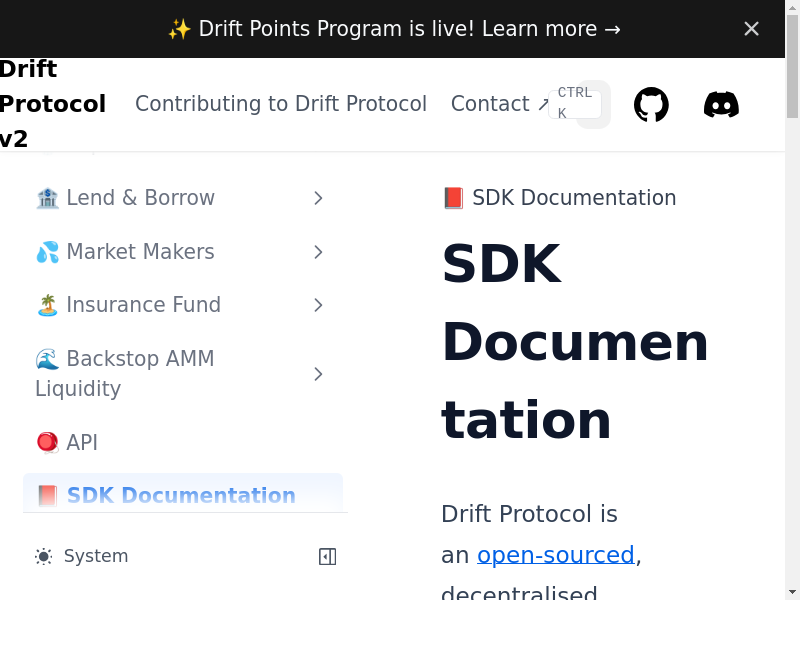 ✨ Drift Points Program is live! Learn more →
Drift
Protocol
v2
Contributing to Drift Protocol
Contact ↗
CTRL
K
🏦 Lend & Borrow
💦 Market Makers
🏝️ Insurance Fund
🌊 Backstop AMM
Liquidity
🪀 API
📕 SDK Documentation
System
📕 SDK Documentation
SDK
Documen
tation
Drift Protocol is
an open-sourced,
decentralised